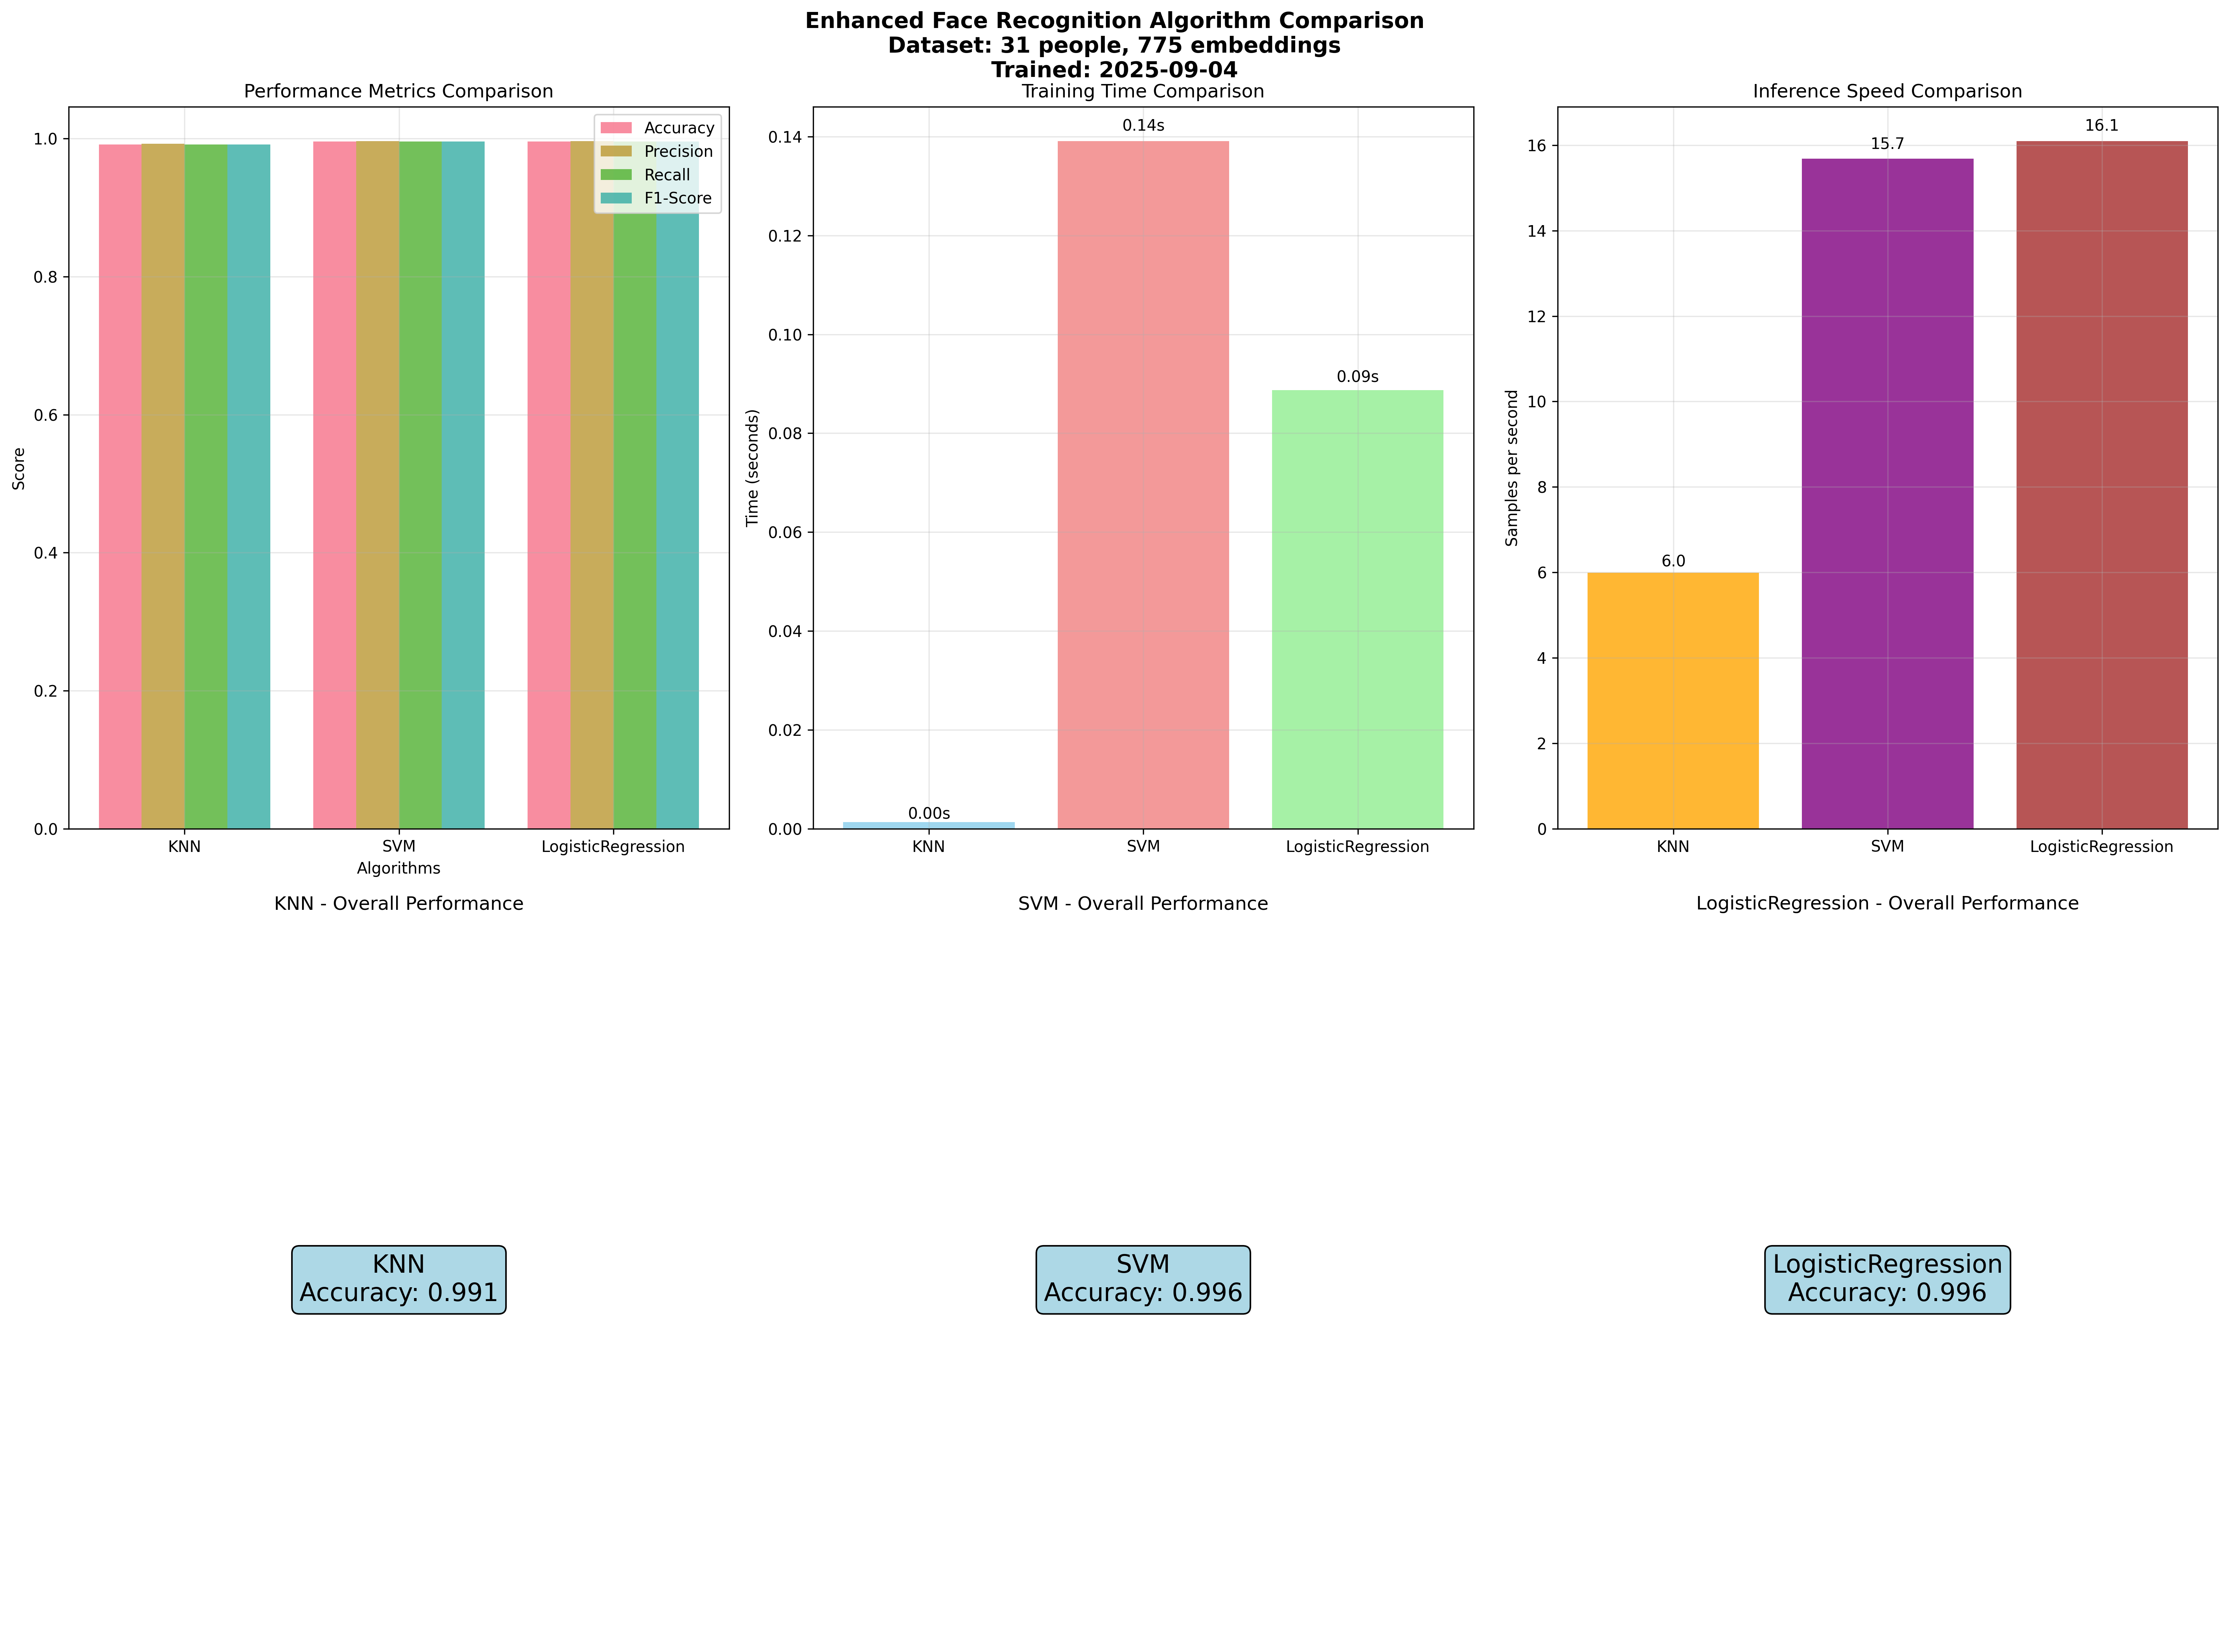 Enhanced Face Recognition Algorithm Comparison
Dataset: 31 people, 775 embeddings
Trained: 2025-09-04
Performance Metrics Comparison
Score
1.0
0.8
0.6
0.4
0.2
0.0
Accuracy
Precision
Recall
F1-Score
KNN
SVM
LogisticRegression
Algorithms
Training Time Comparison
Time (seconds)
0.14
0.12
0.10
0.08
0.06
0.04
0.02
0.00
0.00s
0.14s
0.09s
KNN
SVM
LogisticRegression
Inference Speed Comparison
Samples per second
16
14
12
10
8
6
4
2
0
6.0
15.7
16.1
KNN
SVM
LogisticRegression
KNN - Overall Performance
KNN
Accuracy: 0.991
SVM - Overall Performance
SVM
Accuracy: 0.996
LogisticRegression - Overall Performance
LogisticRegression
Accuracy: 0.996